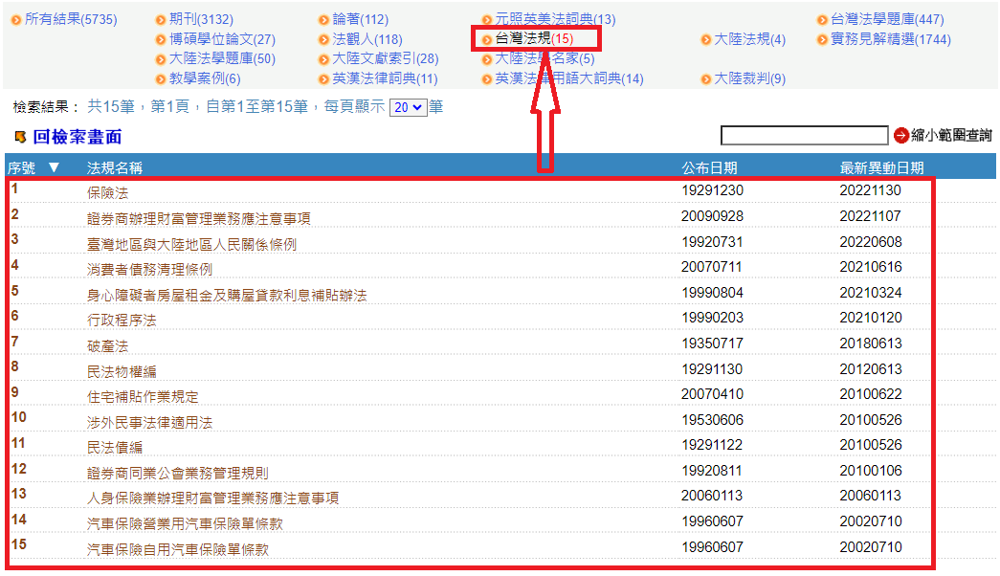 所有結果(5735) 期刊(3132) 論著(112) 元照英美法詞典(13) 台灣法學題庫(447)
博碩學位論文(27) 法觀人(118) 台灣法規(15) 大陸法規(4) 實務見解精選(1744)
大陸法學題庫(50) 大陸文獻索引(28) 大陸法學名家(5)
教學案例(6) 英漢法律詞典(11) 英漢法律用語大詞典(14) 大陸裁判(9)
檢索結果： 共15筆，第1頁，自第1至第15筆，每頁顯示 20 筆
回檢索畫面 縮小範圍查詢
序號 ▼ 法規名稱 公布日期 最新異動日期
1 保險法 19291230 20221130
2 證券商辦理財富管理業務應注意事項 20090928 20221107
3 臺灣地區與大陸地區人民關係條例 19920731 20220608
4 消費者債務清理條例 20070711 20210616
5 身心障礙者房屋租金及購屋貸款利息補貼辦法 19990804 20210324
6 行政程序法 19990203 20210120
7 破產法 19350717 20180613
8 民法物權編 19291130 20120613
9 住宅補貼作業規定 20070410 20100622
10 涉外民事法律適用法 19530606 20100526
11 民法債編 19291122 20100526
12 證券商同業公會業務管理規則 19920811 20100106
13 人身保險業辦理財富管理業務應注意事項 20060113 20060113
14 汽車保險營業用汽車保險單條款 19960607 20020710
15 汽車保險自用汽車保險單條款 19960607 20020710